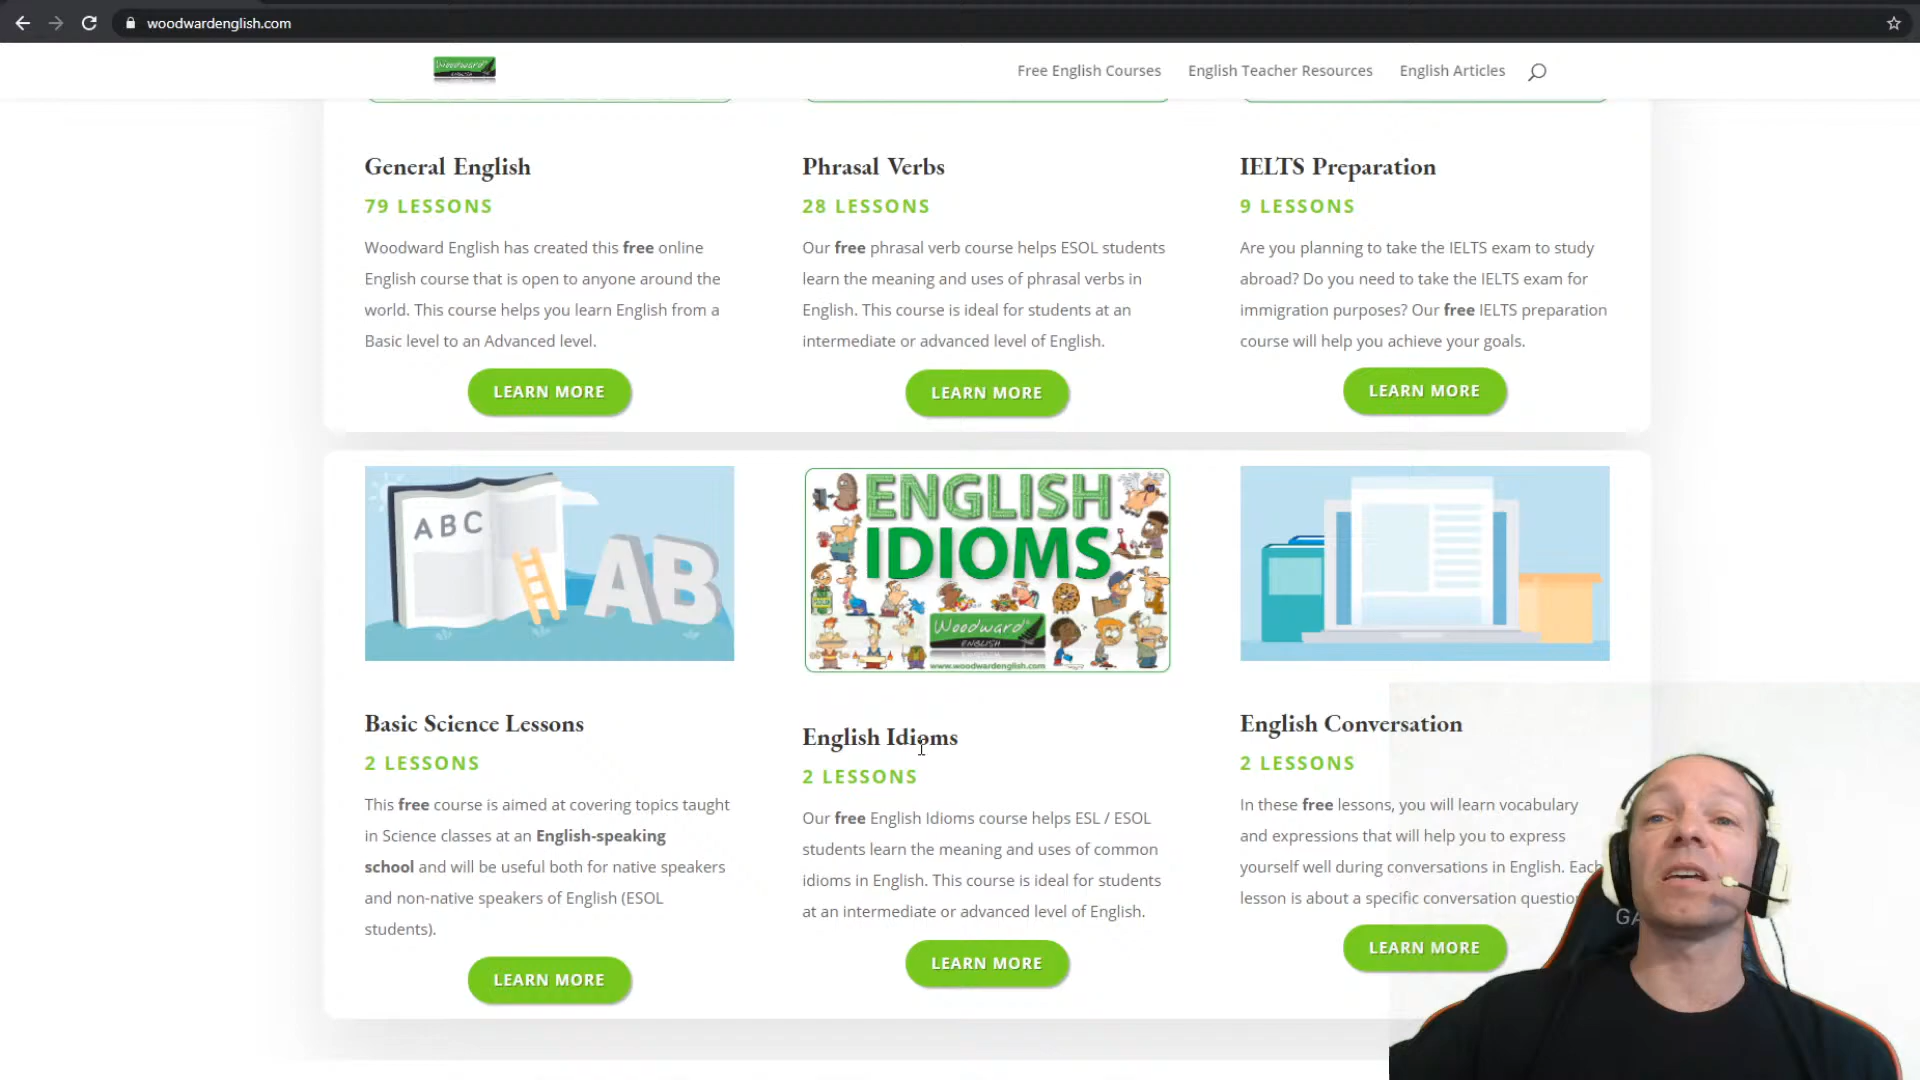 woodwardenglish.com
Woodward
ENGLISH
Free English Courses
English Teacher Resources
English Articles
General English
79 LESSONS
Woodward English has created this free online
English course that is open to anyone around the
world. This course helps you learn English from a
Basic level to an Advanced level.
LEARN MORE
Phrasal Verbs
28 LESSONS
Our free phrasal verb course helps ESOL students
learn the meaning and uses of phrasal verbs in
English. This course is ideal for students at an
intermediate or advanced level of English.
LEARN MORE
IELTS Preparation
9 LESSONS
Are you planning to take the IELTS exam to study
abroad? Do you need to take the IELTS exam for
immigration purposes? Our free IELTS preparation
course will help you achieve your goals.
LEARN MORE
ABC
AB
Basic Science Lessons
2 LESSONS
This free course is aimed at covering topics taught
in Science classes at an English-speaking
school and will be useful both for native speakers
and non-native speakers of English (ESOL
students).
LEARN MORE
ENGLISH
IDIOMS
Woodward
ENGLISH
www.woodwardenglish.com
English Idioms
2 LESSONS
Our free English Idioms course helps ESL / ESOL
students learn the meaning and uses of common
idioms in English. This course is ideal for students
at an intermediate or advanced level of English.
LEARN MORE
English Conversation
2 LESSONS
In these free lessons, you will learn vocabulary
and expressions that will help you to express
yourself well during conversations in English. Each
lesson is about a specific conversation
LEARN MORE